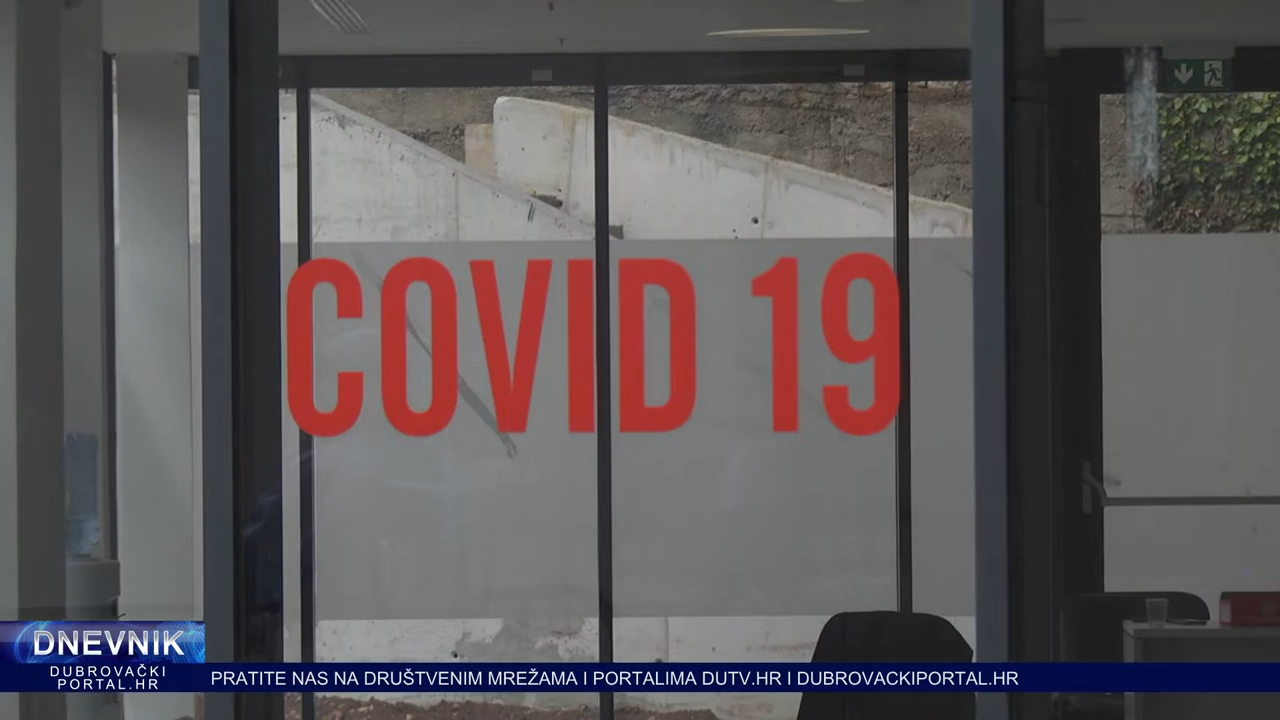 COVID 19
DNEVNIK
DUBROVAČKI
PORTAL.HR
PRATITE NAS NA DRUŠTVENIM MREŽAMA I PORTALIMA DUTV.HR I DUBROVACKIPORTAL.HR